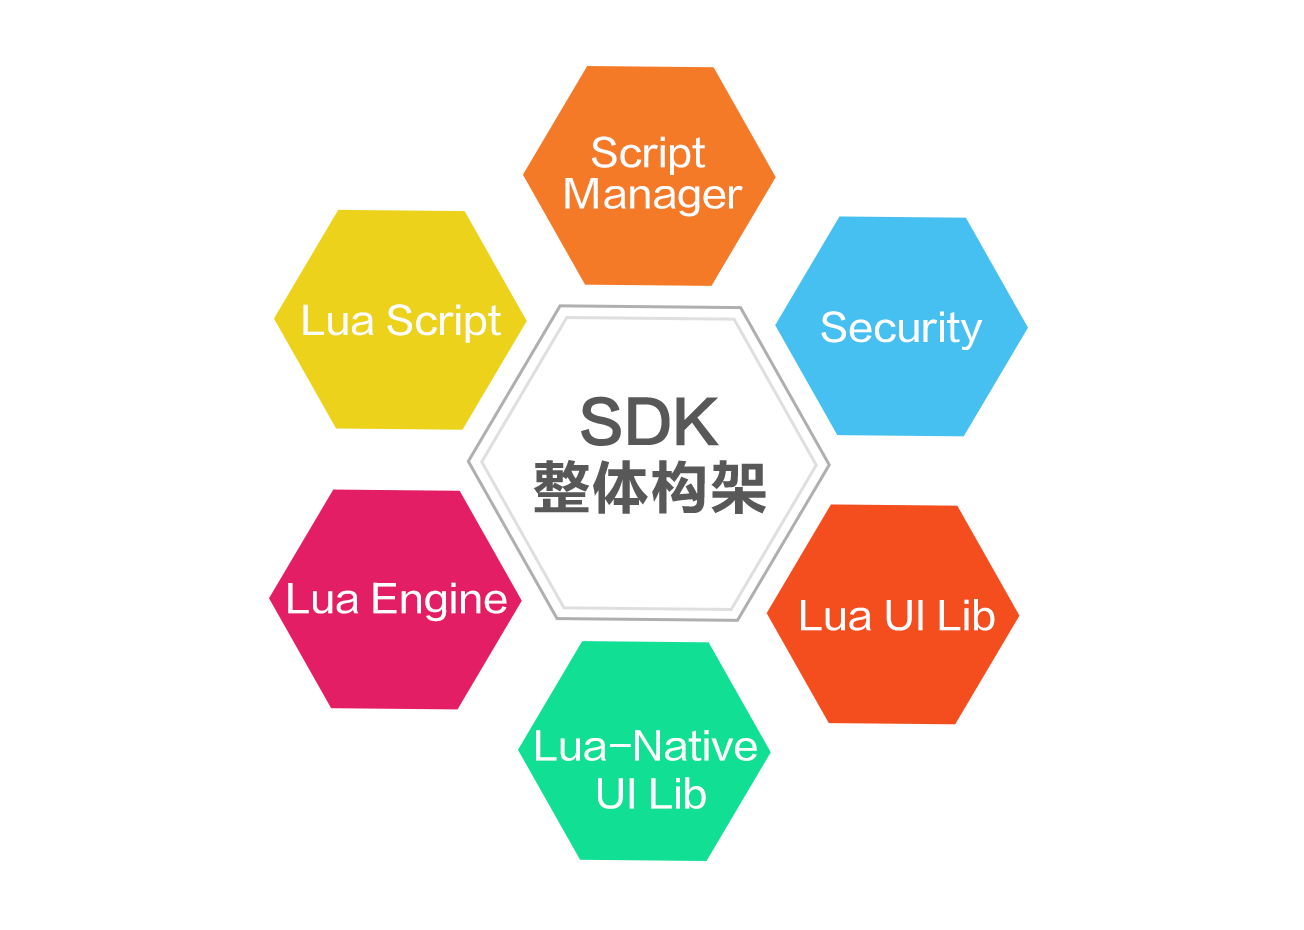 Script
Manager
Lua Script
Security
SDK
整体构架
Lua Engine
Lua UI Lib
Lua-Native
UI Lib